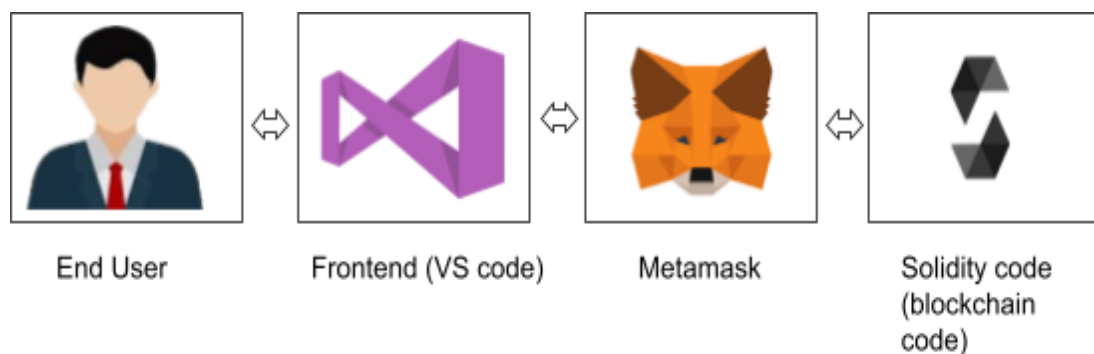 End User
Frontend (VS code)
Metamask
Solidity code
(blockchain
code)